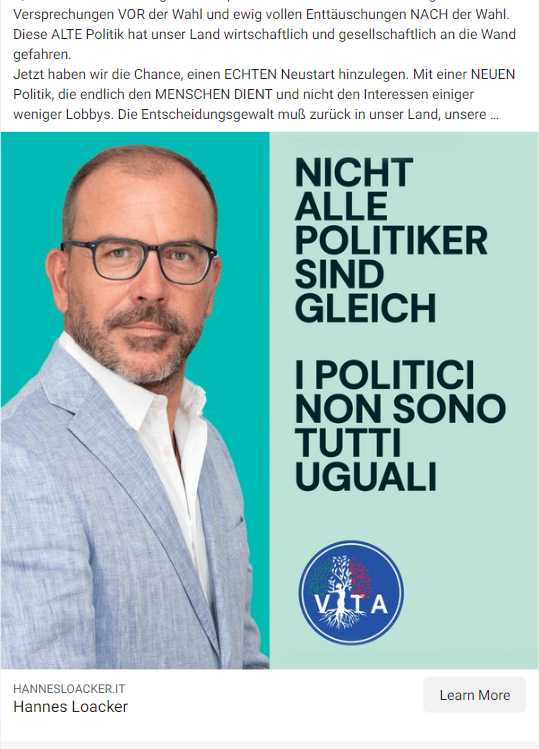 Versprechungen VOR der Wahl und ewig vollen Enttäuschungen NACH der Wahl.
Diese ALTE Politik hat unser Land wirtschaftlich und gesellschaftlich an die Wand
gefahren.
Jetzt haben wir die Chance, einen ECHTEN Neustart hinzulegen. Mit einer NEUEN
Politik, die endlich den MENSCHEN DIENT und nicht den Interessen einiger
weniger Lobbys. Die Entscheidungsgewalt muß zurück in unser Land, unsere ...
NICHT
ALLE
POLITIKER
SIND
GLEICH
I POLITICI
NON SONO
TUTTI
UGUALI
VITA
HANNESLOACKER.IT
Hannes Loacker
Learn More